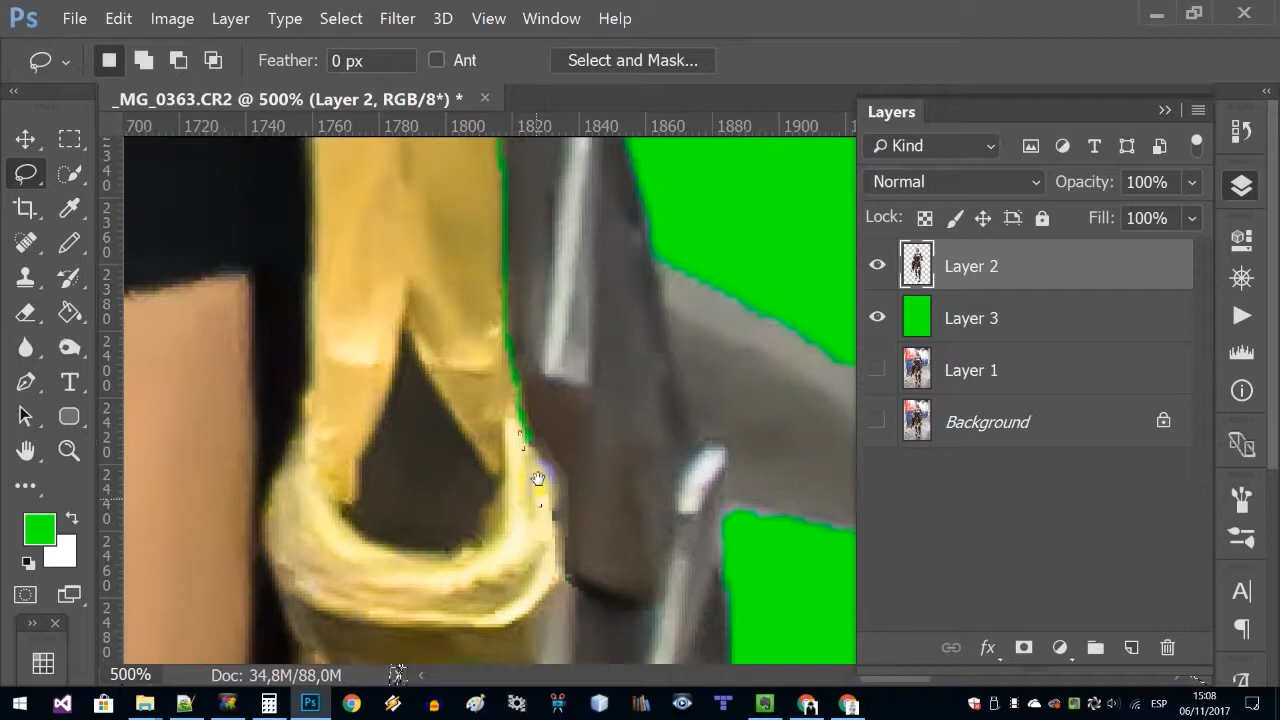 Ps File Edit Image Layer Type Select Filter 3D View Window Help
Feather: 0 px Ant Select and Mask...
_MG_0363.CR2 @ 500% (Layer 2, RGB/8*) * ×
700 1720 1740 1760 1780 1800 1820 1840 1860 1880 1900
Layers
Kind
Normal Opacity: 100%
Lock: Fill: 100%
Layer 2
Layer 3
Layer 1
Background
500% Doc: 34,8M/88,0M
ESP 15:08
06/11/2017